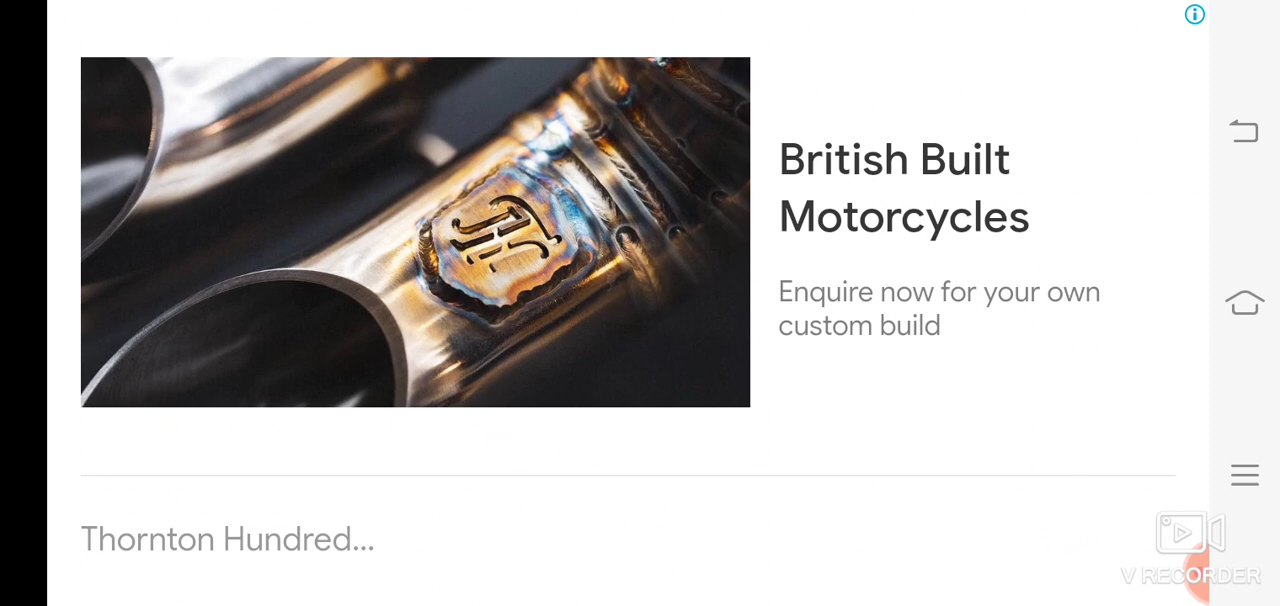 British Built
Motorcycles
Enquire now for your own
custom build
Thornton Hundred...
V RECORDER